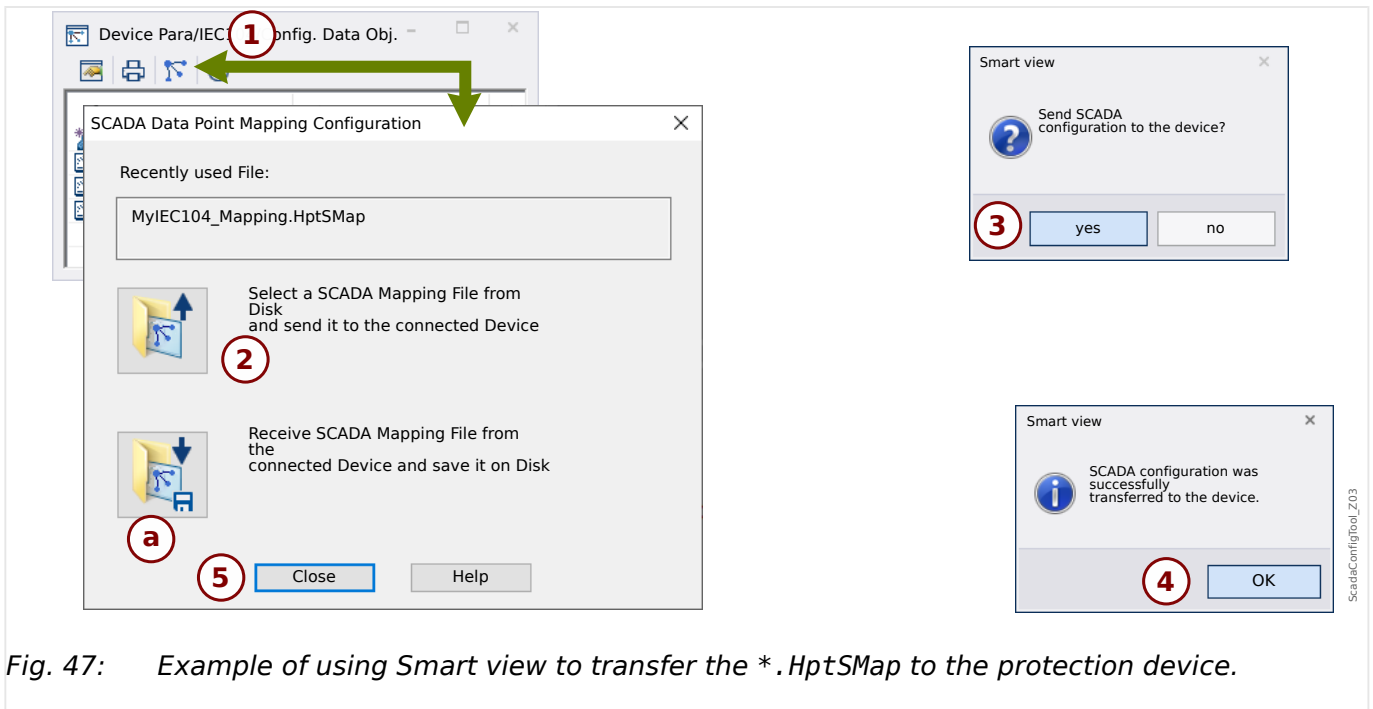 Device Para/IEC1 onfig. Data Obj.
1
SCADA Data Point Mapping Configuration
Recently used File:
MyIEC104_Mapping.HptSMap
Select a SCADA Mapping File from
Disk
and send it to the connected Device
2
Receive SCADA Mapping File from
the
connected Device and save it on Disk
a
5
Close
Help
Smart view
Send SCADA
configuration to the device?
3
yes
no
Smart view
SCADA configuration was
successfully
transferred to the device.
4
OK
ScadaConfigTool_Z03
Fig. 47: Example of using Smart view to transfer the *.HptSMap to the protection device.